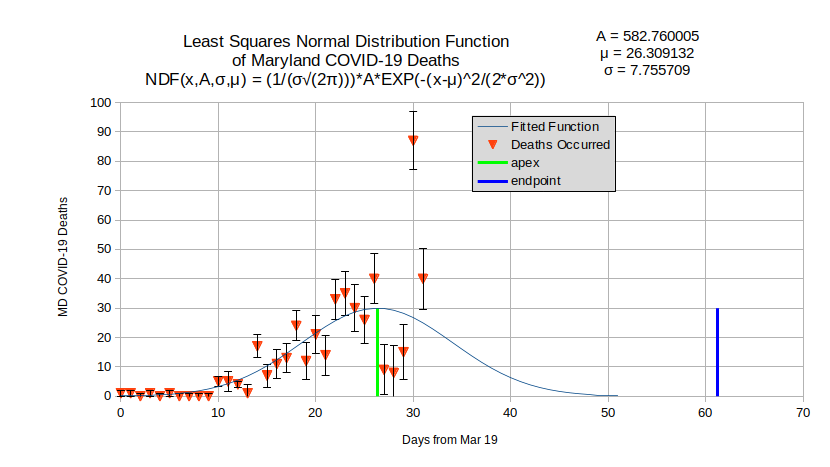 Least Squares Normal Distribution Function
of Maryland COVID-19 Deaths
NDF(x,A,σ,μ) = (1/(σ√(2π)))*A*EXP(-(x-μ)^2/(2*σ^2))
A = 582.760005
μ = 26.309132
σ = 7.755709
MD COVID-19 Deaths
100
90
80
70
60
50
40
30
20
10
0
Fitted Function
Deaths Occurred
apex
endpoint
0 10 20 30 40 50 60 70
Days from Mar 19